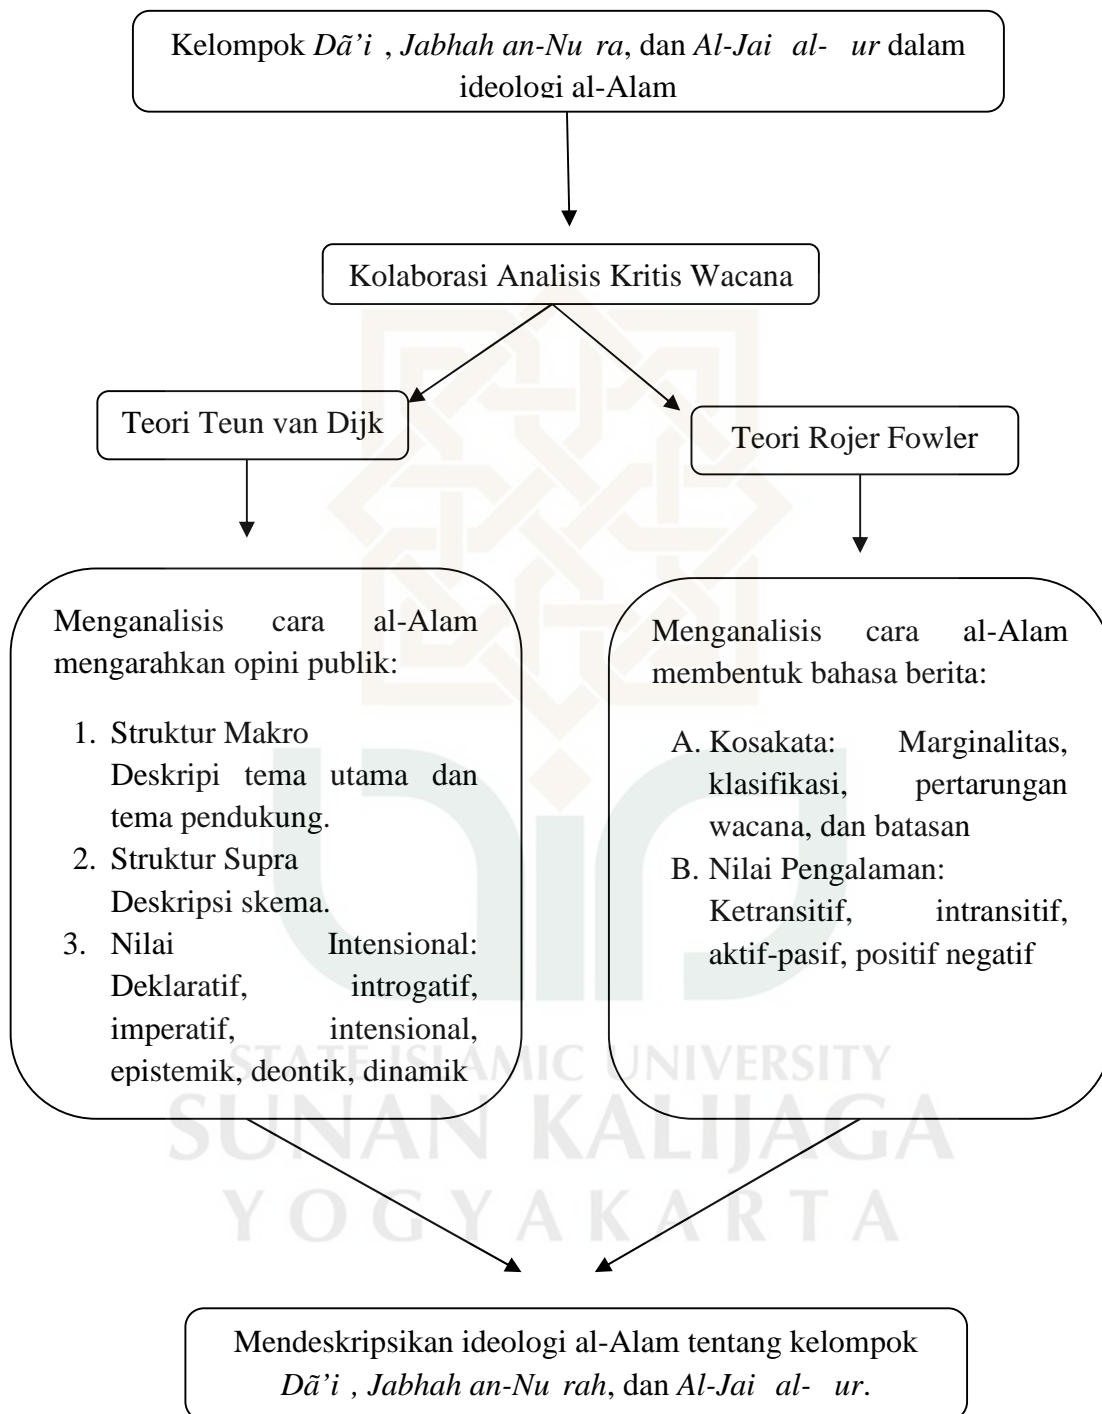 Kelompok Dã’i , Jabhah an-Nu ra, dan Al-Jai al- ur dalam
ideologi al-Alam
Kolaborasi Analisis Kritis Wacana
Teori Teun van Dijk
Teori Rojer Fowler
Menganalisis cara al-Alam
mengarahkan opini publik:
1. Struktur Makro
Deskripi tema utama dan
tema pendukung.
2. Struktur Supra
Deskripsi skema.
3. Nilai Intensional:
Deklaratif, introgatif,
imperatif, intensional,
epistemik, deontik, dinamik
Menganalisis cara al-Alam
membentuk bahasa berita:
A. Kosakata: Marginalitas,
klasifikasi, pertarungan
wacana, dan batasan
B. Nilai Pengalaman:
Ketransitif, intransitif,
aktif-pasif, positif negatif
STATE ISLAMIC UNIVERSITY
SUNAN KALIJAGA
YOGYAKARTA
Mendeskripsikan ideologi al-Alam tentang kelompok
Dã’i , Jabhah an-Nu rah, dan Al-Jai al- ur.